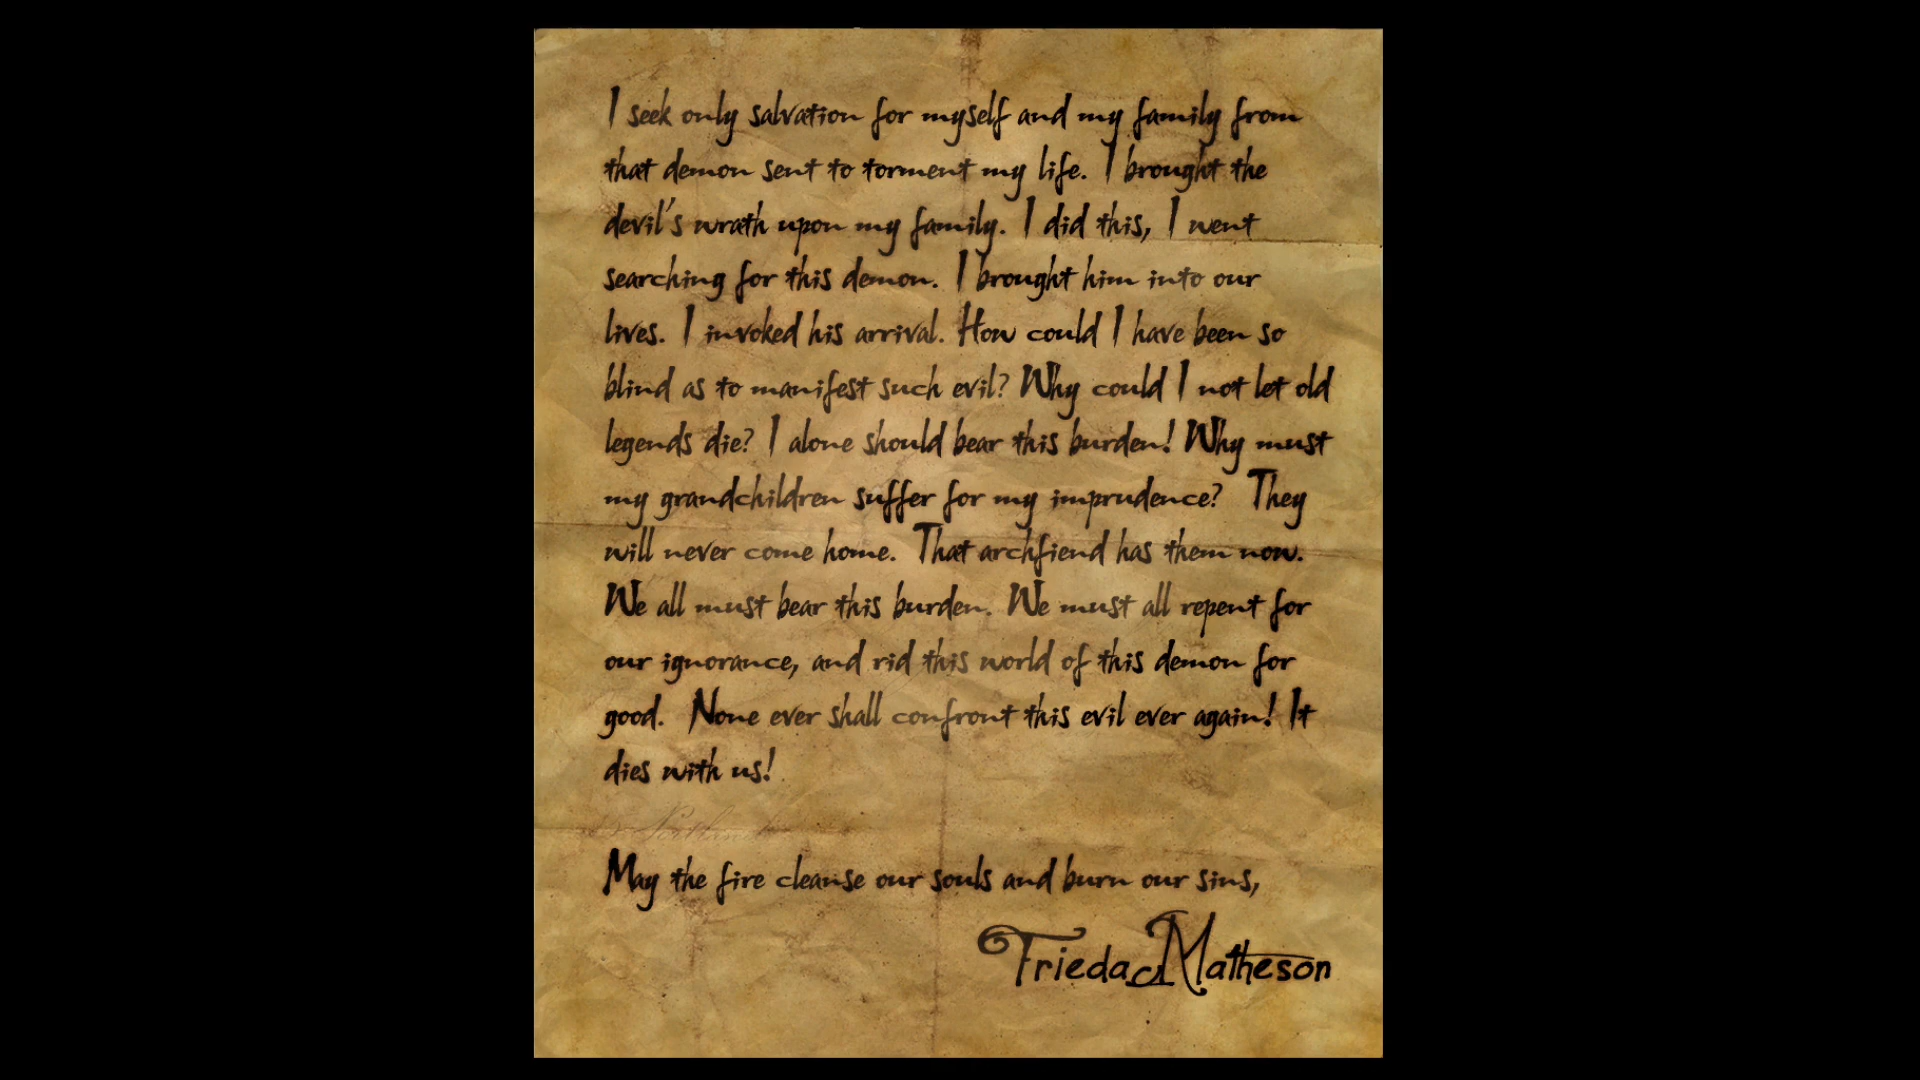 I seek only salvation for myself and my family from
that demon sent to torment my life. I brought the
devil's wrath upon my family. I did this, I went
searching for this demon. I brought him into our
lives. I invoked his arrival. How could I have been so
blind as to manifest such evil? Why could I not let old
legends die? I alone should bear this burden! Why must
my grandchildren suffer for my imprudence? They
will never come home. That archfiend has them now.
We all must bear this burden. We must all repent for
our ignorance, and rid this world of this demon for
good. None ever shall confront this evil ever again! It
dies with us!
May the fire cleanse our souls and burn our sins,
Frieda Matheson